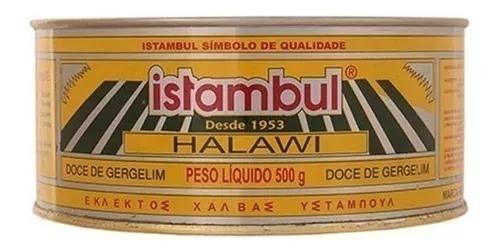 ISTAMBUL SÍMBOLO DE QUALIDADE
istambul®
Desde 1953
HALAWI
DOCE DE GERGELIM PESO LÍQUIDO 500 g DOCE DE GERGELIM
ΕΚΛΕΚΤΟΣ ΧΑΛΒΑΣ ΥΣΤΑΜΠΟΥΛ